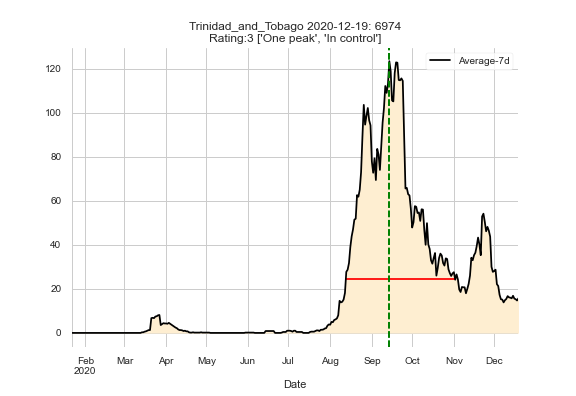 Trinidad_and_Tobago 2020-12-19: 6974
Rating:3 ['One peak', 'In control']
Average-7d
120
100
80
60
40
20
0
Feb Mar Apr May Jun Jul Aug Sep Oct Nov Dec
2020
Date